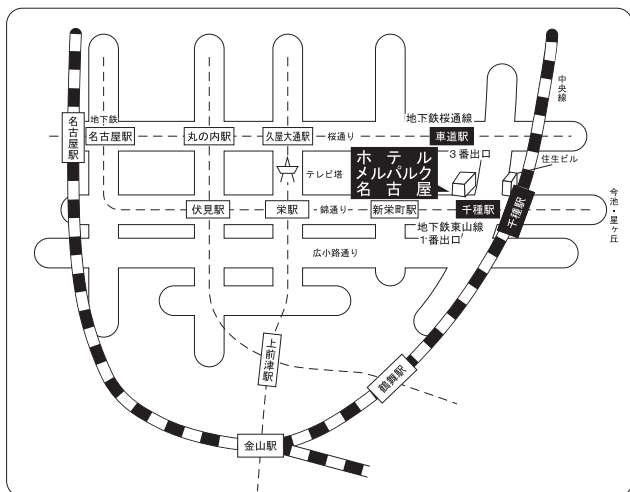 中央線
地下鉄
地下鉄桜通線
名古屋駅
名古屋駅
丸の内駅
久屋大通駅
桜通り
車道駅
3番出口
住生ビル
テレビ塔
ホテル
メルパルク
名古屋
伏見駅
栄駅
錦通り
新栄町駅
千種駅
千種駅
今池・星ヶ丘
地下鉄東山線
1番出口
広小路通り
上前津駅
鶴舞駅
金山駅